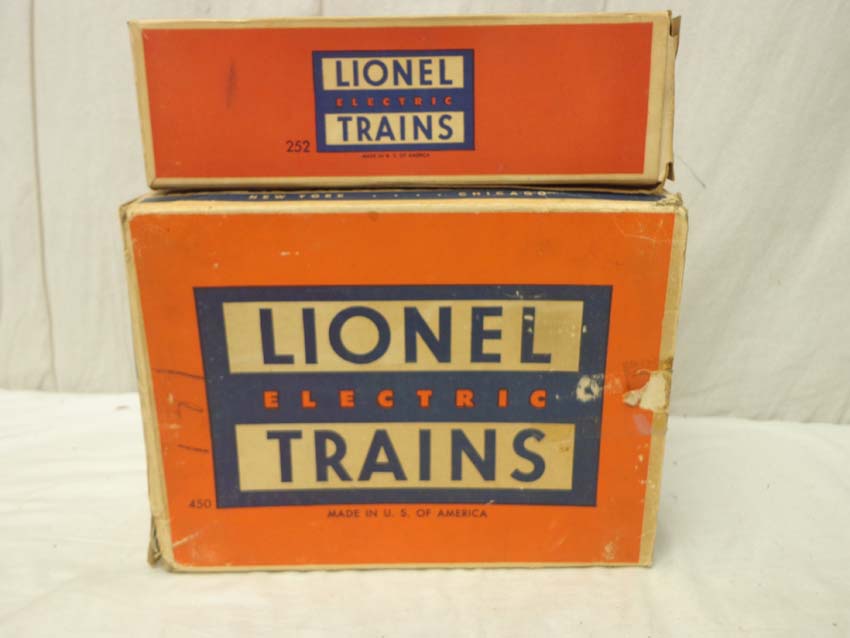 LIONEL
ELECTRIC
TRAINS
252
MADE IN U. S. OF AMERICA
NEW YORK • • • • CHICAGO
LIONEL
ELECTRIC
TRAINS
450
MADE IN U. S. OF AMERICA